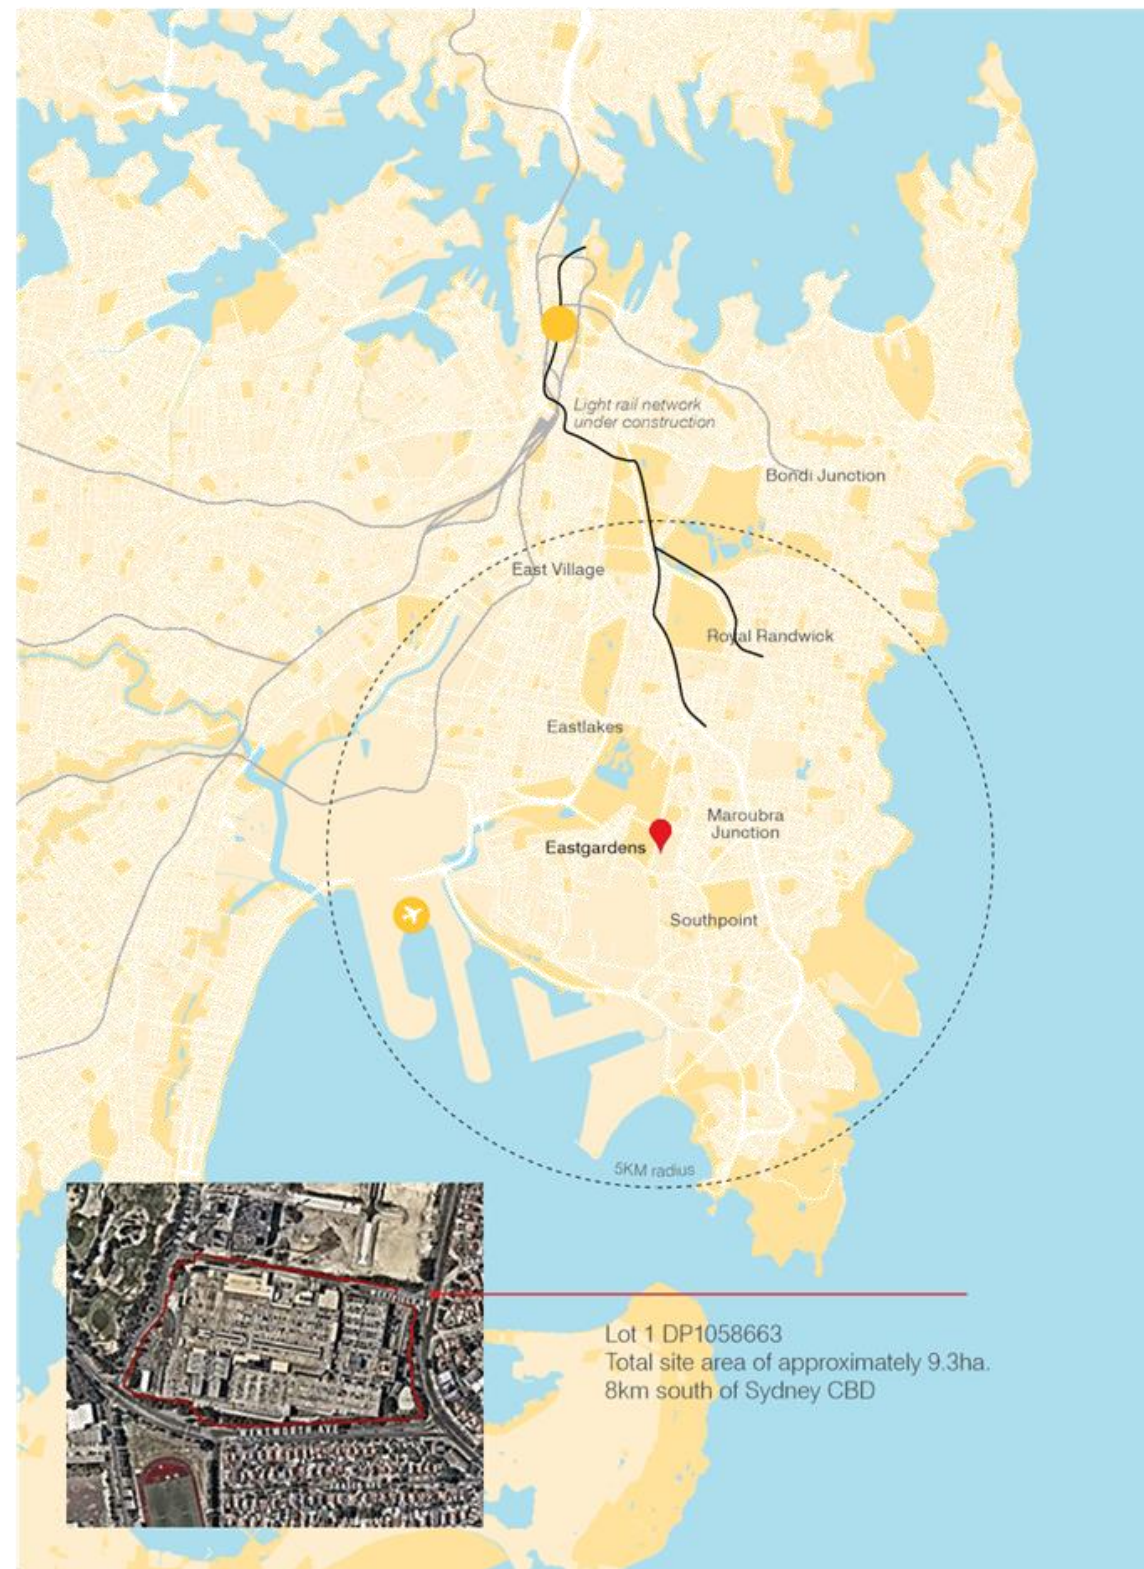 Light rail network
under construction
Bondi Junction
East Village
Royal Randwick
Eastlakes
Maroubra
Junction
Eastgardens
Southpoint
5KM radius
Lot 1 DP1058663
Total site area of approximately 9.3ha.
8km south of Sydney CBD